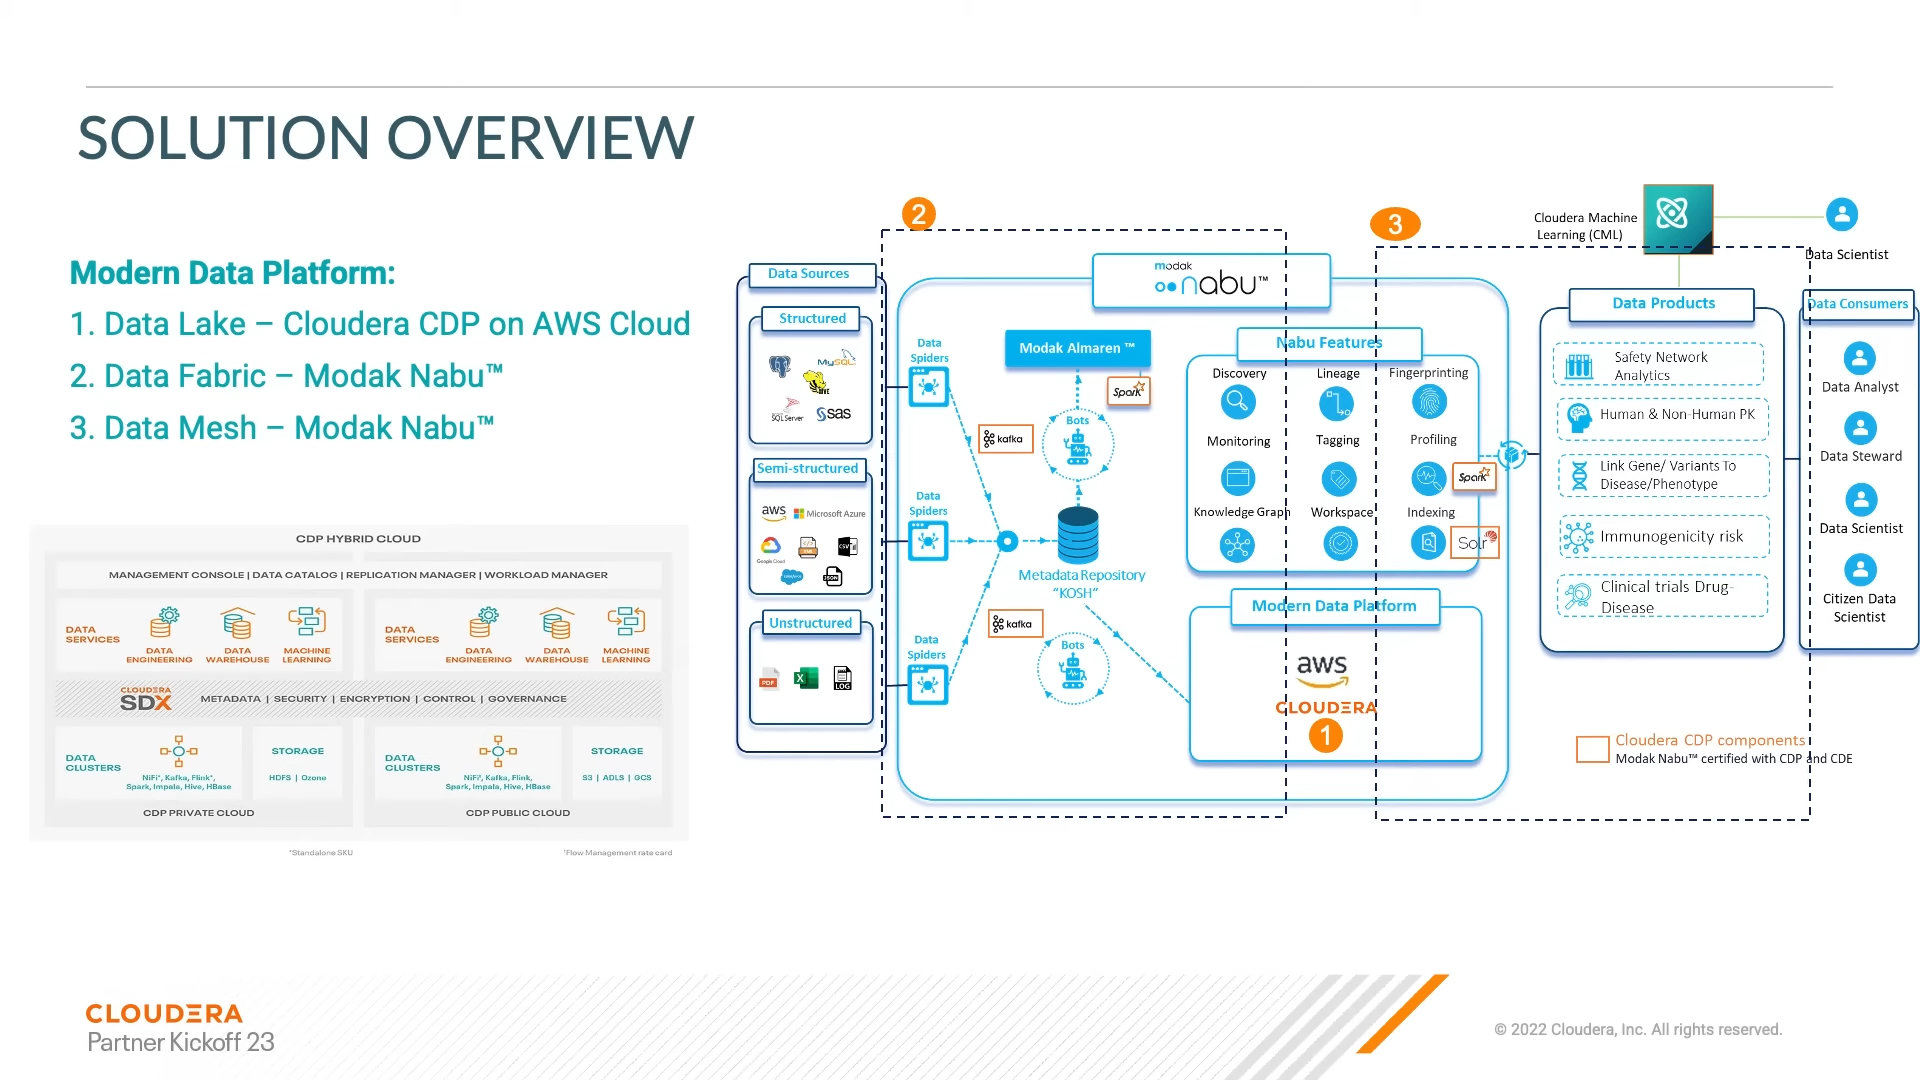 SOLUTION OVERVIEW
Modern Data Platform:
1. Data Lake – Cloudera CDP on AWS Cloud
2. Data Fabric – Modak Nabu™
3. Data Mesh – Modak Nabu™
CDP HYBRID CLOUD
MANAGEMENT CONSOLE | DATA CATALOG | REPLICATION MANAGER | WORKLOAD MANAGER
DATA SERVICES
DATA ENGINEERING
DATA WAREHOUSE
MACHINE LEARNING
DATA SERVICES
DATA ENGINEERING
DATA WAREHOUSE
MACHINE LEARNING
CLOUDERA
SDX
METADATA | SECURITY | ENCRYPTION | CONTROL | GOVERNANCE
DATA CLUSTERS
NiFi*, Kafka, Flink*,
Spark, Impala, Hive, HBase
STORAGE
HDFS | Ozone
DATA CLUSTERS
NiFi†, Kafka, Flink,
Spark, Impala, Hive, HBase
STORAGE
S3 | ADLS | GCS
CDP PRIVATE CLOUD
CDP PUBLIC CLOUD
*Standalone SKU
†Flow Management rate card
2
3
Data Sources
Structured
MySQL
HIVE
SQL Server
sas
Semi-structured
aws
Microsoft Azure
Google Cloud
XML
CSV
salesforce
JSON
Unstructured
PDF
X
LOG
modak
nabu™
Data
Spiders
Data
Spiders
Data
Spiders
kafka
kafka
Modak Almaren ™
Spark
Bots
Metadata Repository
“KOSH”
Bots
Nabu Features
Discovery
Lineage
Fingerprinting
Monitoring
Tagging
Profiling
Spark
Knowledge Graph
Workspace
Indexing
Solr
Modern Data Platform
aws
CLOUDERA
1
Cloudera Machine
Learning (CML)
Data Scientist
Data Products
Safety Network
Analytics
Human & Non-Human PK
Link Gene/ Variants To
Disease/Phenotype
Immunogenicity risk
Clinical trials Drug-
Disease
Data Consumers
Data Analyst
Data Steward
Data Scientist
Citizen Data
Scientist
Cloudera CDP components
Modak Nabu™ certified with CDP and CDE
CLOUDERA
Partner Kickoff 23
© 2022 Cloudera, Inc. All rights reserved.